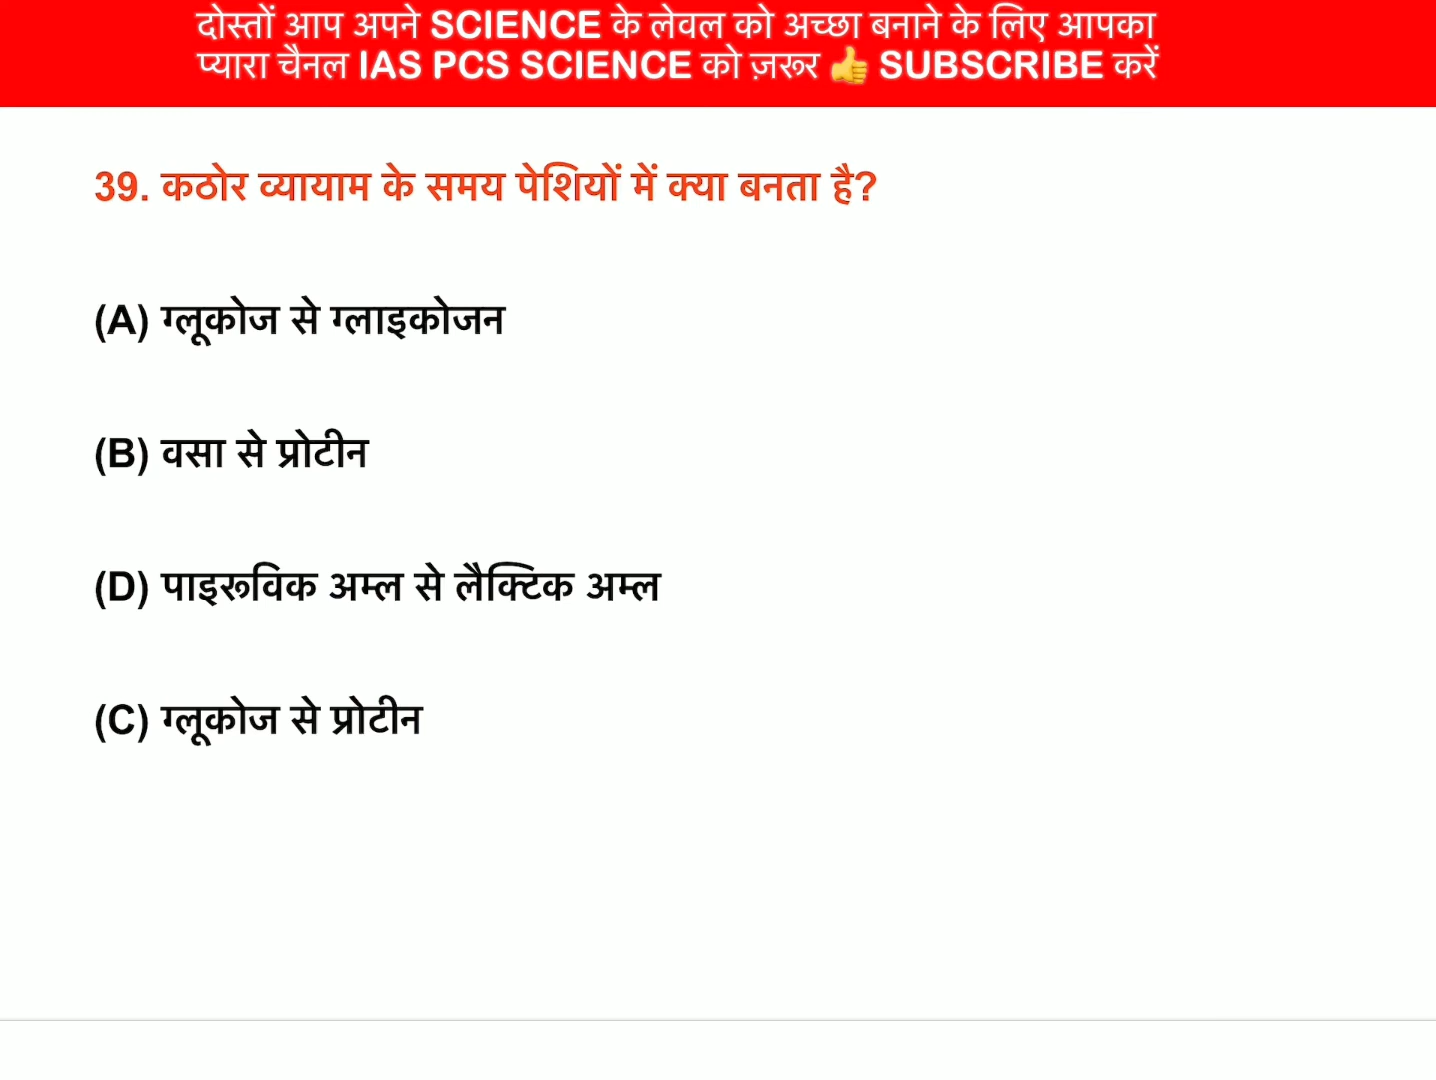 दोस्तों आप अपने SCIENCE के लेवल को अच्छा बनाने के लिए आपका
प्यारा चैनल IAS PCS SCIENCE को ज़रूर 👍 SUBSCRIBE करें
39. कठोर व्यायाम के समय पेशियों में क्या बनता है?
(A) ग्लूकोज से ग्लाइकोजन
(B) वसा से प्रोटीन
(D) पाइरूविक अम्ल से लैक्टिक अम्ल
(C) ग्लूकोज से प्रोटीन